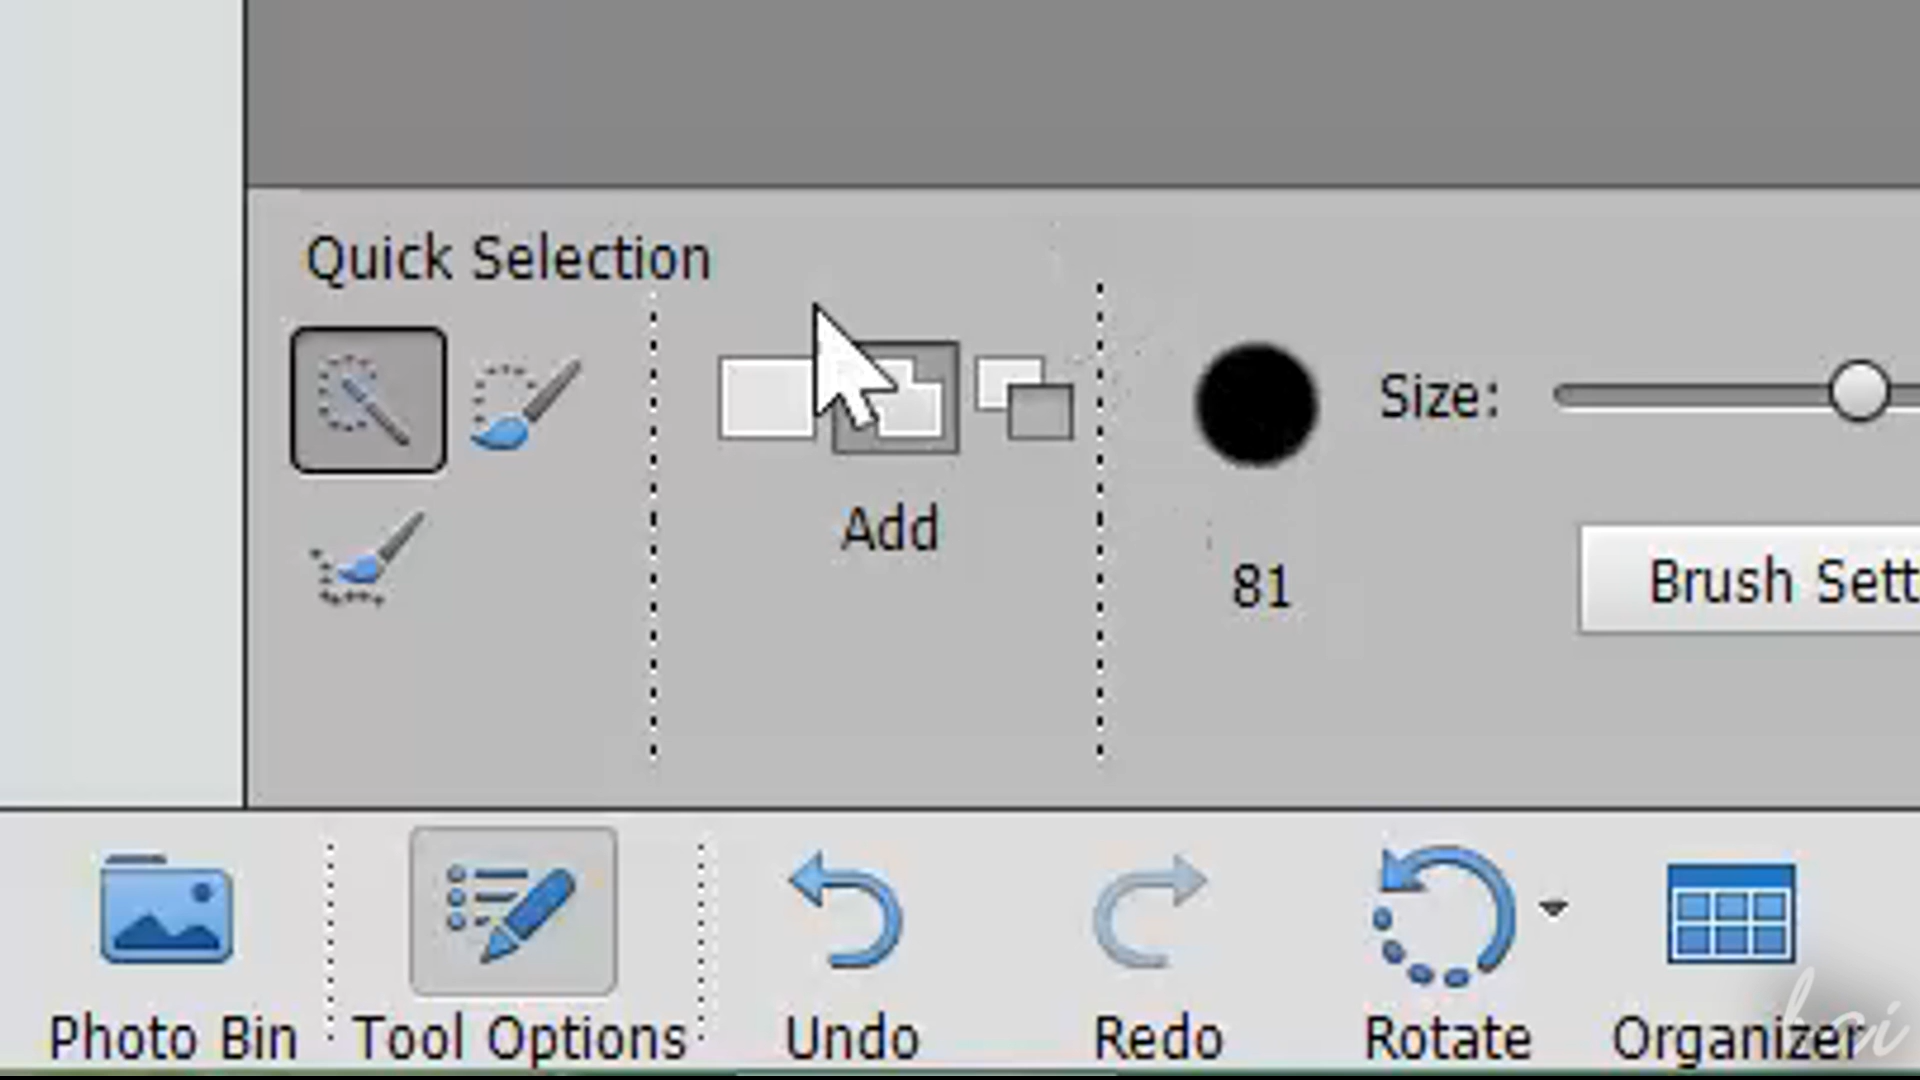 Quick Selection
Size:
Add
81
Brush Sett
Photo Bin
Tool Options
Undo
Redo
Rotate
Organizer